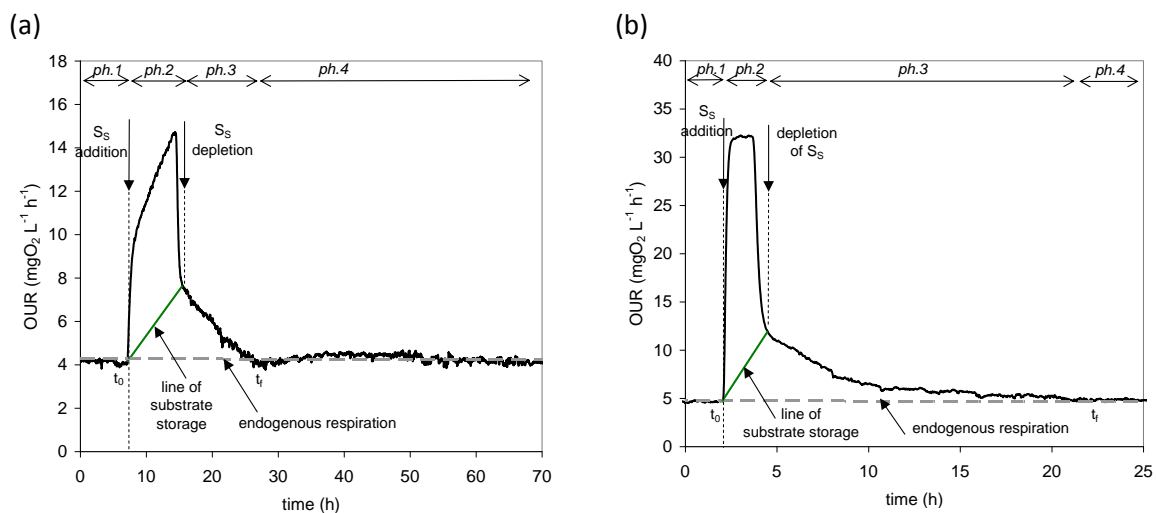 (a)
ph.1 ph.2 ph.3 ph.4
18
16
14
12
10
8
6
4
2
0
OUR (mgO₂ L⁻¹ h⁻¹)
S_S
addition
S_S
depletion
t₀
t_f
line of
substrate
storage
endogenous respiration
0 10 20 30 40 50 60 70
time (h)
(b)
ph.1 ph.2 ph.3 ph.4
40
35
30
25
20
15
10
5
0
OUR (mgO₂ L⁻¹ h⁻¹)
S_S
addition
depletion
of S_S
t₀
t_f
line of
substrate storage
endogenous respiration
0 5 10 15 20 25
time (h)